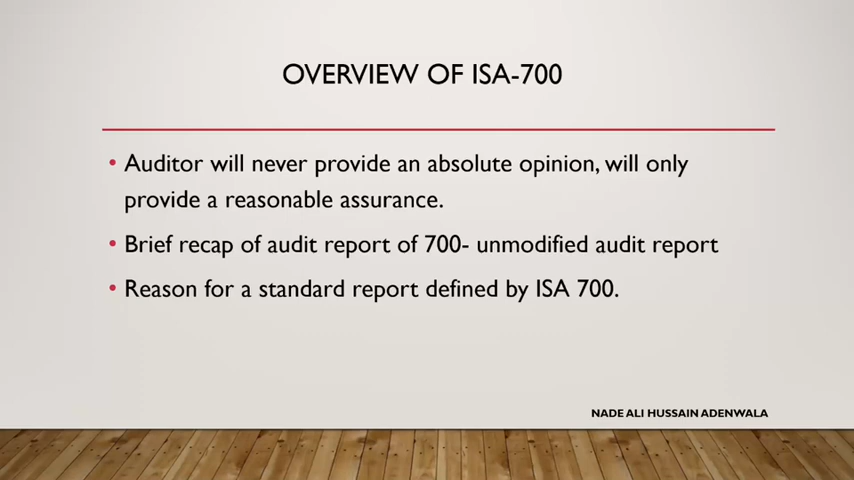 OVERVIEW OF ISA-700
• Auditor will never provide an absolute opinion, will only
provide a reasonable assurance.
• Brief recap of audit report of 700- unmodified audit report
• Reason for a standard report defined by ISA 700.
NADE ALI HUSSAIN ADENWALA